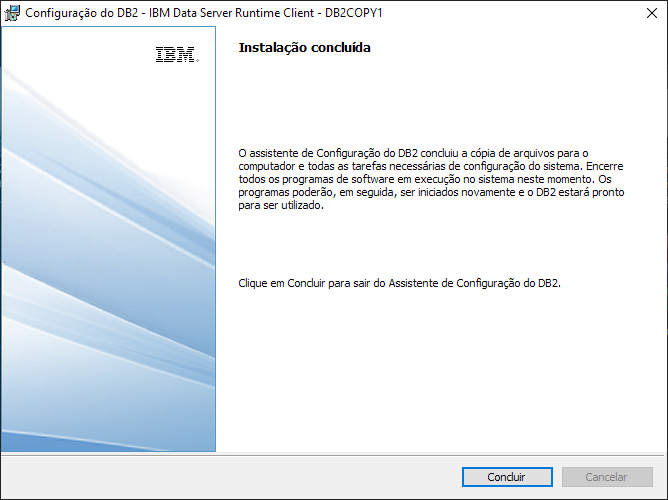 Configuração do DB2 - IBM Data Server Runtime Client - DB2COPY1
IBM.
Instalação concluída
O assistente de Configuração do DB2 concluiu a cópia de arquivos para o
computador e todas as tarefas necessárias de configuração do sistema. Encerre
todos os programas de software em execução no sistema neste momento. Os
programas poderão, em seguida, ser iniciados novamente e o DB2 estará pronto
para ser utilizado.
Clique em Concluir para sair do Assistente de Configuração do DB2.
Concluir
Cancelar